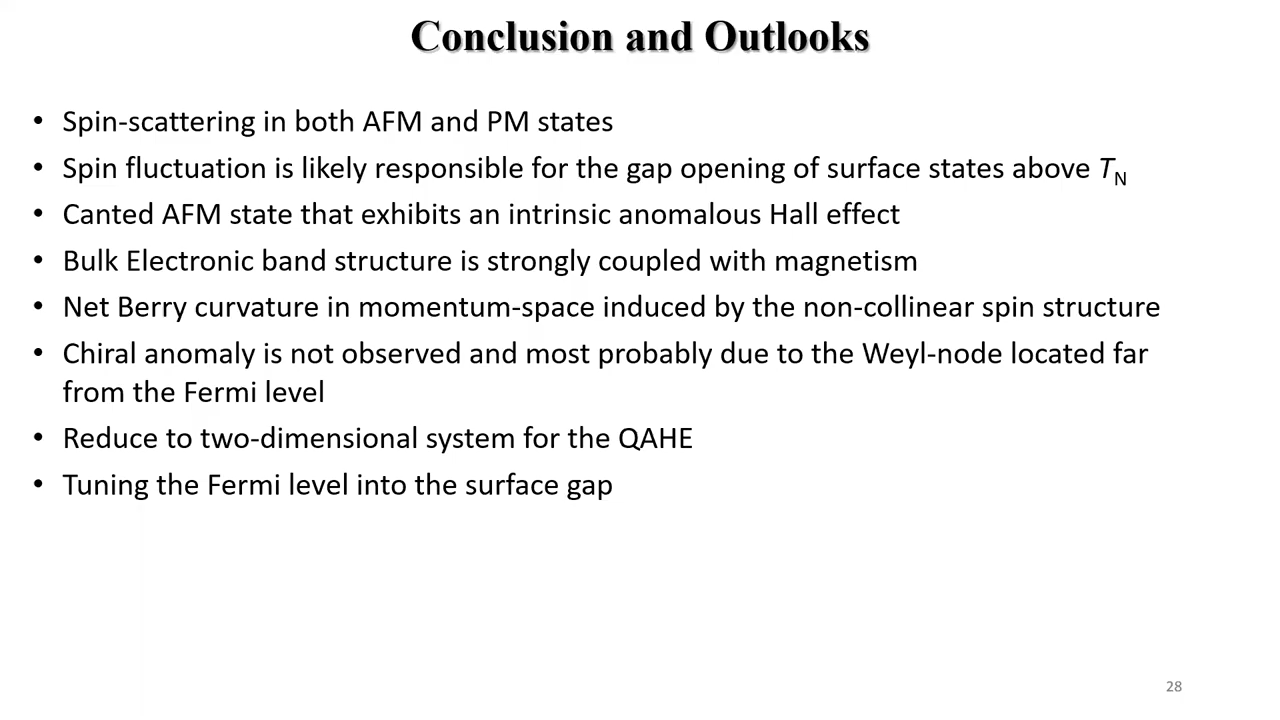 Conclusion and Outlooks
• Spin-scattering in both AFM and PM states
• Spin fluctuation is likely responsible for the gap opening of surface states above TN
• Canted AFM state that exhibits an intrinsic anomalous Hall effect
• Bulk Electronic band structure is strongly coupled with magnetism
• Net Berry curvature in momentum-space induced by the non-collinear spin structure
• Chiral anomaly is not observed and most probably due to the Weyl-node located far
from the Fermi level
• Reduce to two-dimensional system for the QAHE
• Tuning the Fermi level into the surface gap
28